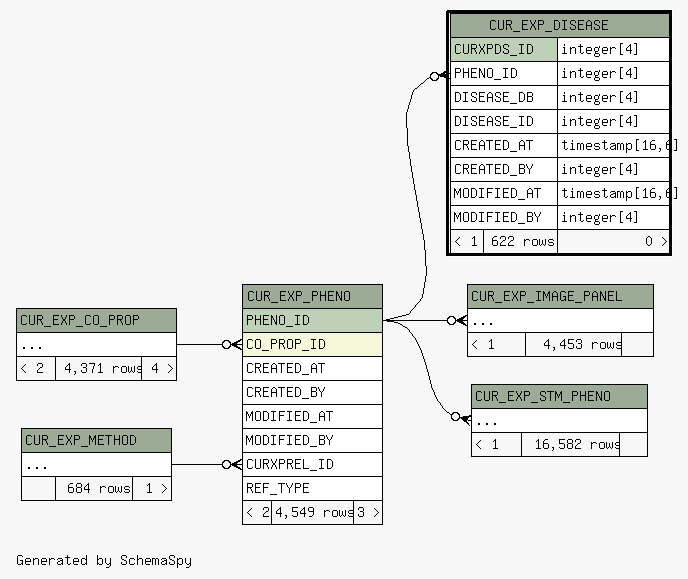 CUR_EXP_DISEASE
CURXPDS_ID integer[4]
PHENO_ID integer[4]
DISEASE_DB integer[4]
DISEASE_ID integer[4]
CREATED_AT timestamp[16,6]
CREATED_BY integer[4]
MODIFIED_AT timestamp[16,6]
MODIFIED_BY integer[4]
< 1 622 rows 0 >
CUR_EXP_PHENO
PHENO_ID
CO_PROP_ID
CREATED_AT
CREATED_BY
MODIFIED_AT
MODIFIED_BY
CURXPREL_ID
REF_TYPE
< 2 4,549 rows 3 >
CUR_EXP_IMAGE_PANEL
...
< 1 4,453 rows
CUR_EXP_CO_PROP
...
< 2 4,371 rows 4 >
CUR_EXP_STM_PHENO
...
< 1 16,582 rows
CUR_EXP_METHOD
...
684 rows 1 >
Generated by SchemaSpy